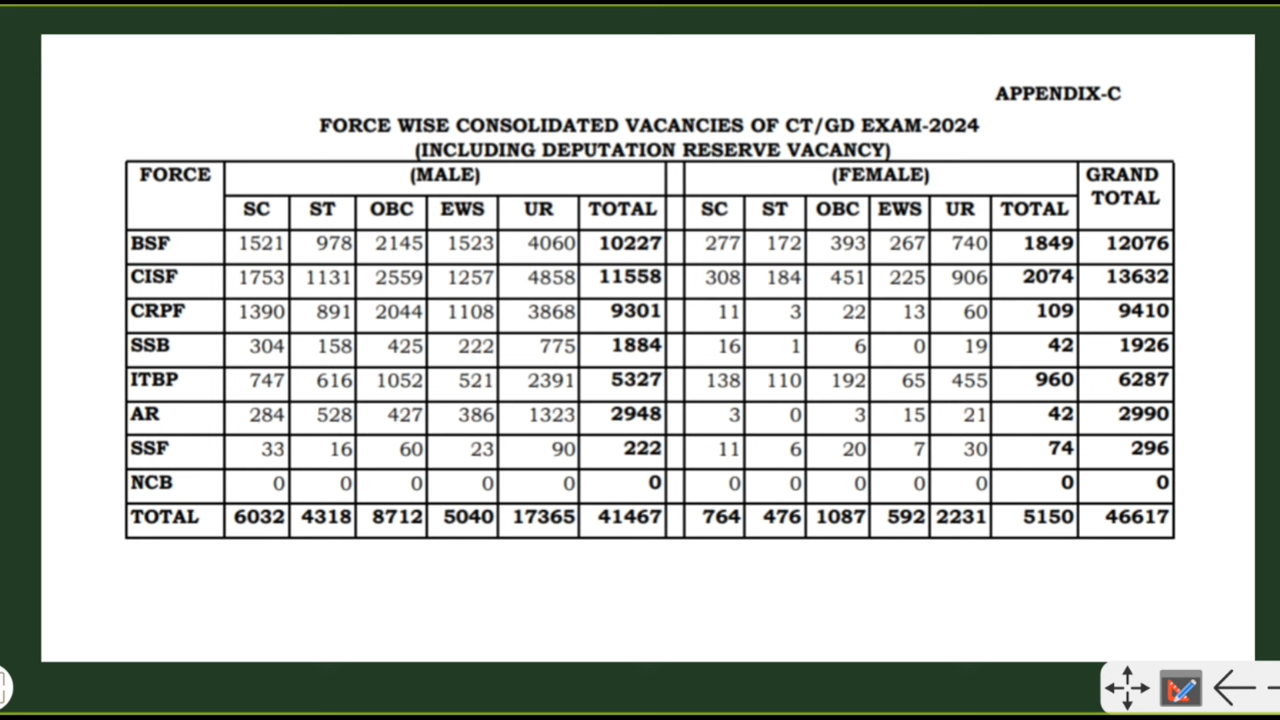 APPENDIX-C
FORCE WISE CONSOLIDATED VACANCIES OF CT/GD EXAM-2024
(INCLUDING DEPUTATION RESERVE VACANCY)
FORCE (MALE) (FEMALE) GRAND TOTAL
SC ST OBC EWS UR TOTAL SC ST OBC EWS UR TOTAL
BSF 1521 978 2145 1523 4060 10227 277 172 393 267 740 1849 12076
CISF 1753 1131 2559 1257 4858 11558 308 184 451 225 906 2074 13632
CRPF 1390 891 2044 1108 3868 9301 11 3 22 13 60 109 9410
SSB 304 158 425 222 775 1884 16 1 6 0 19 42 1926
ITBP 747 616 1052 521 2391 5327 138 110 192 65 455 960 6287
AR 284 528 427 386 1323 2948 3 0 3 15 21 42 2990
SSF 33 16 60 23 90 222 11 6 20 7 30 74 296
NCB 0 0 0 0 0 0 0 0 0 0 0 0 0
TOTAL 6032 4318 8712 5040 17365 41467 764 476 1087 592 2231 5150 46617